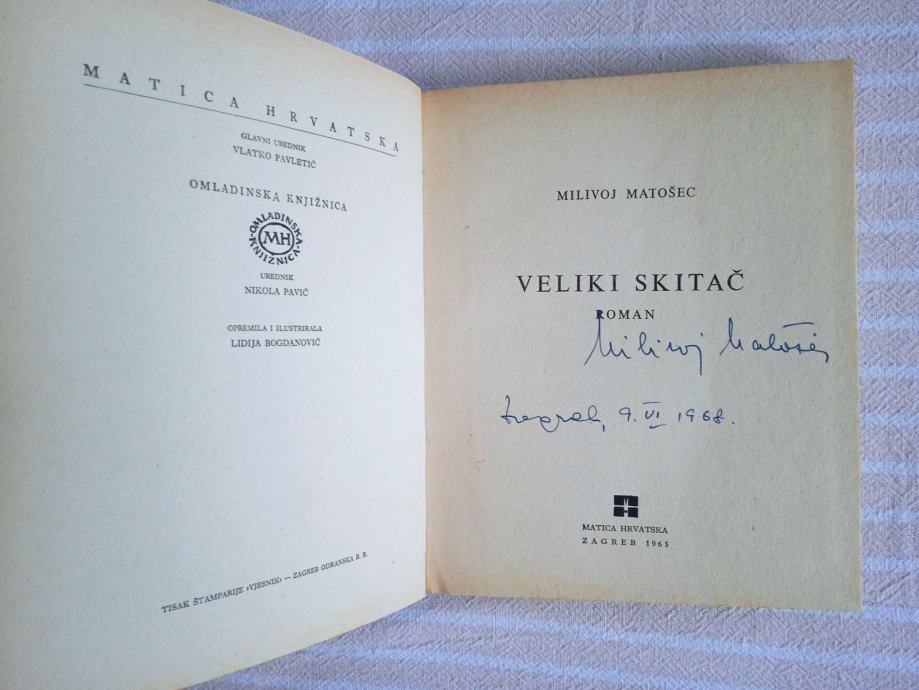 MATICA HRVATSKA
GLAVNI UREDNIK
VLATKO PAVLETIĆ
OMLADINSKA KNJIŽNICA
OMLADINSKA KNJIŽNICA
MH
UREDNIK
NIKOLA PAVIĆ
OPREMILA I ILUSTRIRALA
LIDIJA BOGDANOVIĆ
TISAK ŠTAMPARIJE »VJESNIK« — ZAGREB ODRANSKA B. B.
MILIVOJ MATOŠEC
VELIKI SKITAČ
ROMAN
Milivoj Matošec
Zagreb, 9. VI 1968.
MATICA HRVATSKA
ZAGREB 1965